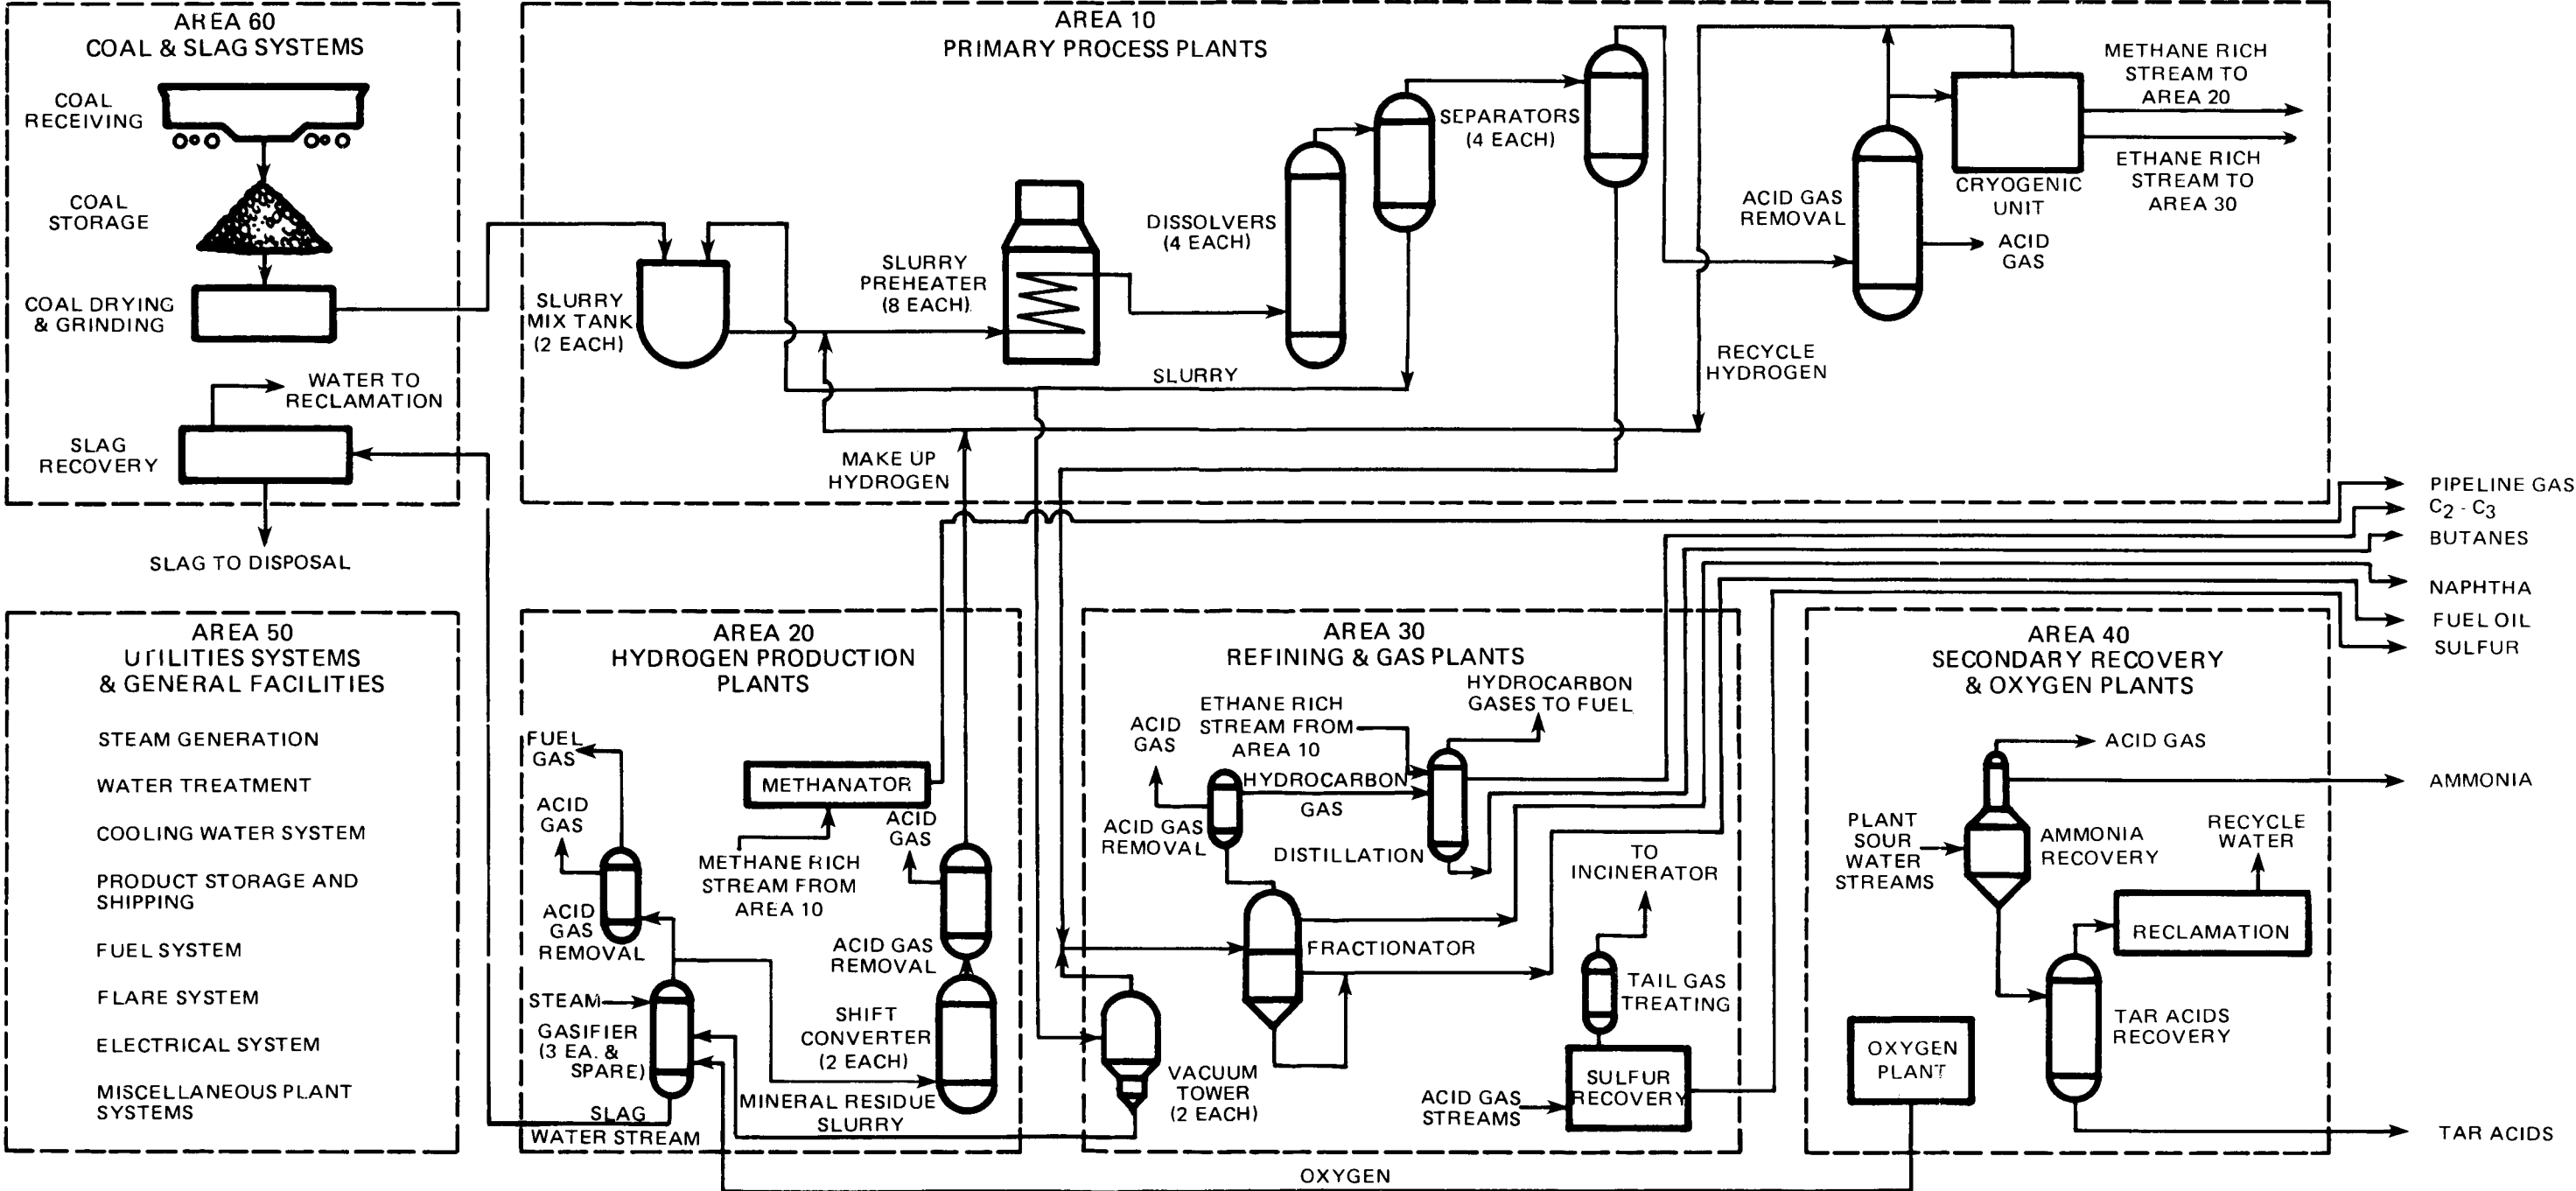 AREA 60
COAL & SLAG SYSTEMS
COAL
RECEIVING
COAL
STORAGE
COAL DRYING
& GRINDING
WATER TO
RECLAMATION
SLAG
RECOVERY
SLAG TO DISPOSAL
AREA 10
PRIMARY PROCESS PLANTS
SLURRY
MIX TANK
(2 EACH)
SLURRY
PREHEATER
(8 EACH)
DISSOLVERS
(4 EACH)
SEPARATORS
(4 EACH)
ACID GAS
REMOVAL
CRYOGENIC
UNIT
ACID
GAS
METHANE RICH
STREAM TO
AREA 20
ETHANE RICH
STREAM TO
AREA 30
SLURRY
RECYCLE
HYDROGEN
MAKE UP
HYDROGEN
PIPELINE GAS
C2 - C3
BUTANES
NAPHTHA
FUEL OIL
SULFUR
AREA 50
UTILITIES SYSTEMS
& GENERAL FACILITIES
STEAM GENERATION
WATER TREATMENT
COOLING WATER SYSTEM
PRODUCT STORAGE AND
SHIPPING
FUEL SYSTEM
FLARE SYSTEM
ELECTRICAL SYSTEM
MISCELLANEOUS PLANT
SYSTEMS
AREA 20
HYDROGEN PRODUCTION
PLANTS
FUEL
GAS
ACID
GAS
ACID
GAS
REMOVAL
METHANATOR
METHANE RICH
STREAM FROM
AREA 10
ACID
GAS
ACID GAS
REMOVAL
STEAM
GASIFIER
(3 EA. &
SPARE)
SHIFT
CONVERTER
(2 EACH)
MINERAL RESIDUE
SLURRY
SLAG
WATER STREAM
AREA 30
REFINING & GAS PLANTS
ETHANE RICH
STREAM FROM
AREA 10
HYDROCARBON
GASES TO FUEL
ACID
GAS
HYDROCARBON
GAS
ACID GAS
REMOVAL
DISTILLATION
FRACTIONATOR
TO
INCINERATOR
TAIL GAS
TREATING
VACUUM
TOWER
(2 EACH)
ACID GAS
STREAMS
SULFUR
RECOVERY
AREA 40
SECONDARY RECOVERY
& OXYGEN PLANTS
ACID GAS
AMMONIA
PLANT
SOUR
WATER
STREAMS
AMMONIA
RECOVERY
RECYCLE
WATER
RECLAMATION
TAR ACIDS
RECOVERY
OXYGEN
PLANT
TAR ACIDS
OXYGEN